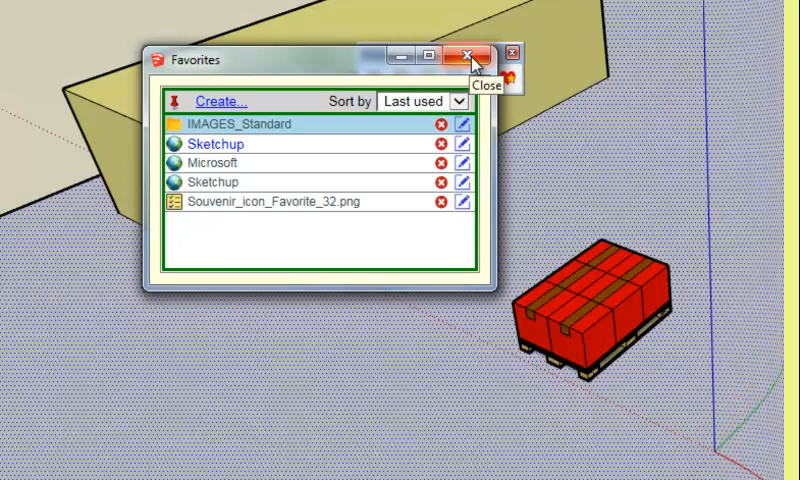 Favorites
Close
Create... Sort by Last used
IMAGES_Standard
Sketchup
Microsoft
Sketchup
Souvenir_icon_Favorite_32.png